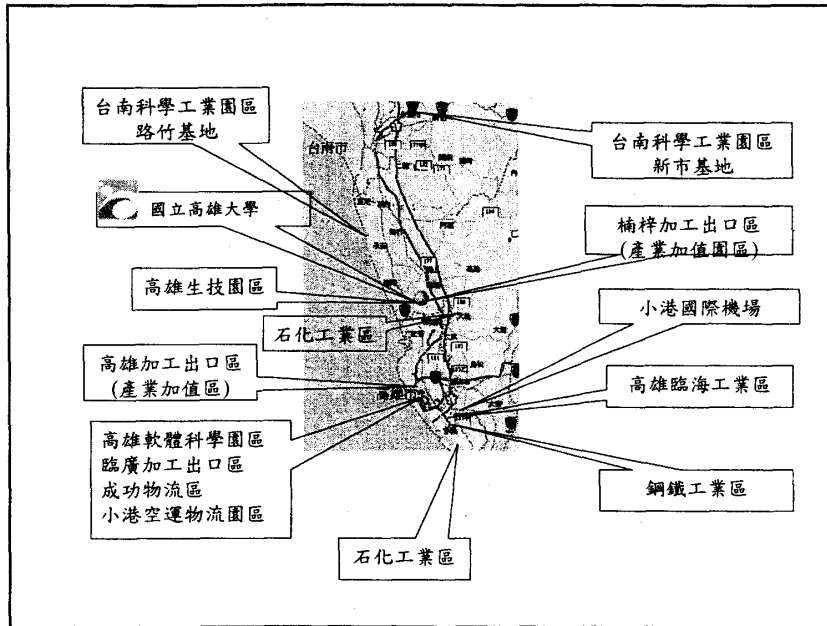 台南科學工業園區
路竹基地
台南科學工業園區
新市基地
台南市
國立高雄大學
楠梓加工出口區
(產業加值園區)
高雄生技園區
石化工業區
小港國際機場
高雄加工出口區
(產業加值區)
高雄臨海工業區
高雄市
高雄軟體科學園區
臨廣加工出口區
成功物流區
小港空運物流園區
鋼鐵工業區
石化工業區